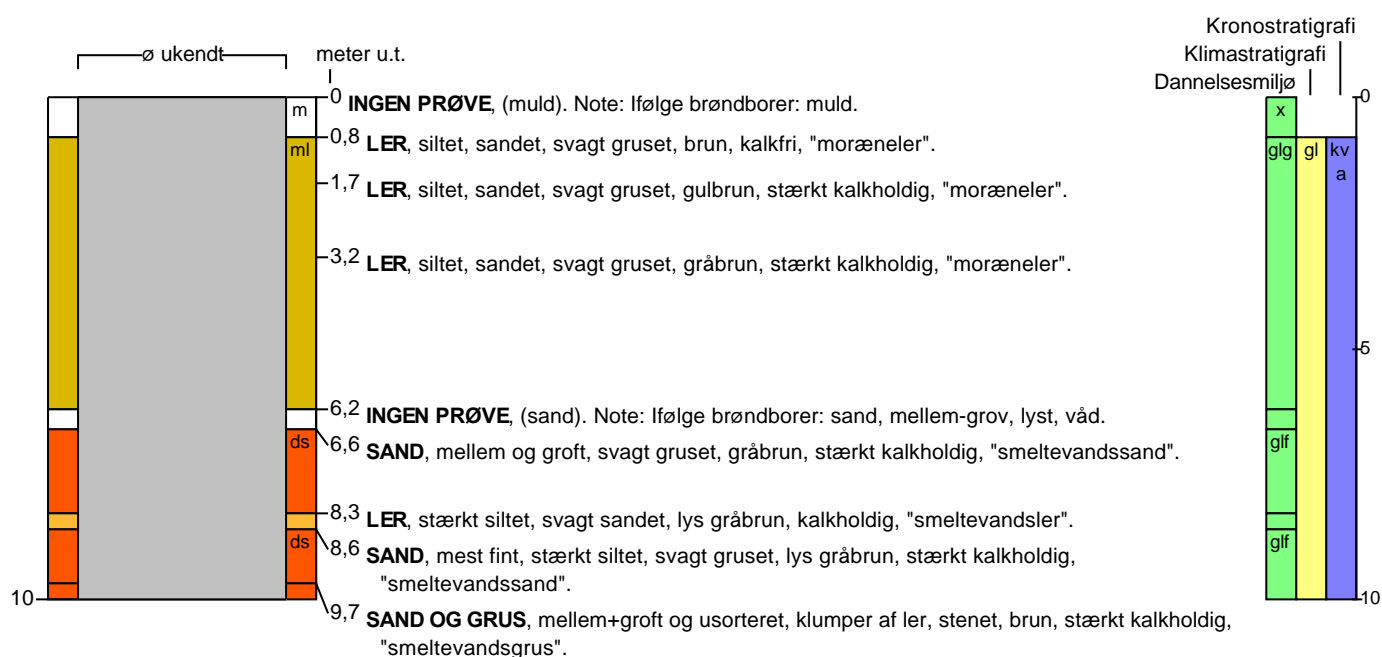 Kronostratigrafi
Klimastratigrafi
Dannelsesmiljø
ø ukendt
meter u.t.
0 INGEN PRØVE, (muld). Note: Ifølge brøndborer: muld.
m
x
0
0,8 LER, siltet, sandet, svagt gruset, brun, kalkfri, "moræneler".
ml
glg gl kv
a
1,7 LER, siltet, sandet, svagt gruset, gulbrun, stærkt kalkholdig, "moræneler".
3,2 LER, siltet, sandet, svagt gruset, gråbrun, stærkt kalkholdig, "moræneler".
5
6,2 INGEN PRØVE, (sand). Note: Ifølge brøndborer: sand, mellem-grov, lyst, våd.
ds
6,6 SAND, mellem og groft, svagt gruset, gråbrun, stærkt kalkholdig, "smeltevandssand".
glf
8,3 LER, stærkt siltet, svagt sandet, lys gråbrun, kalkholdig, "smeltevandsler".
ds
8,6 SAND, mest fint, stærkt siltet, svagt gruset, lys gråbrun, stærkt kalkholdig,
"smeltevandssand".
glf
10
10
9,7 SAND OG GRUS, mellem+groft og usorteret, klumper af ler, stenet, brun, stærkt kalkholdig,
"smeltevandsgrus".